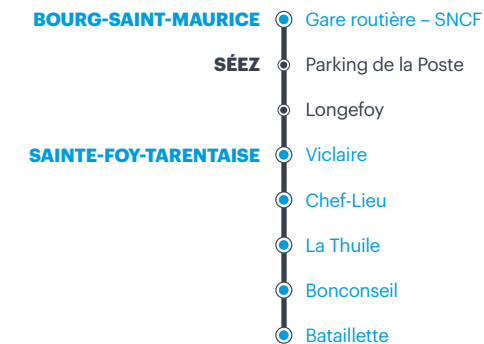 BOURG-SAINT-MAURICE Gare routière – SNCF
SÉEZ Parking de la Poste
Longefoy
SAINTE-FOY-TARENTAISE Viclaire
Chef-Lieu
La Thuile
Bonconseil
Bataillette